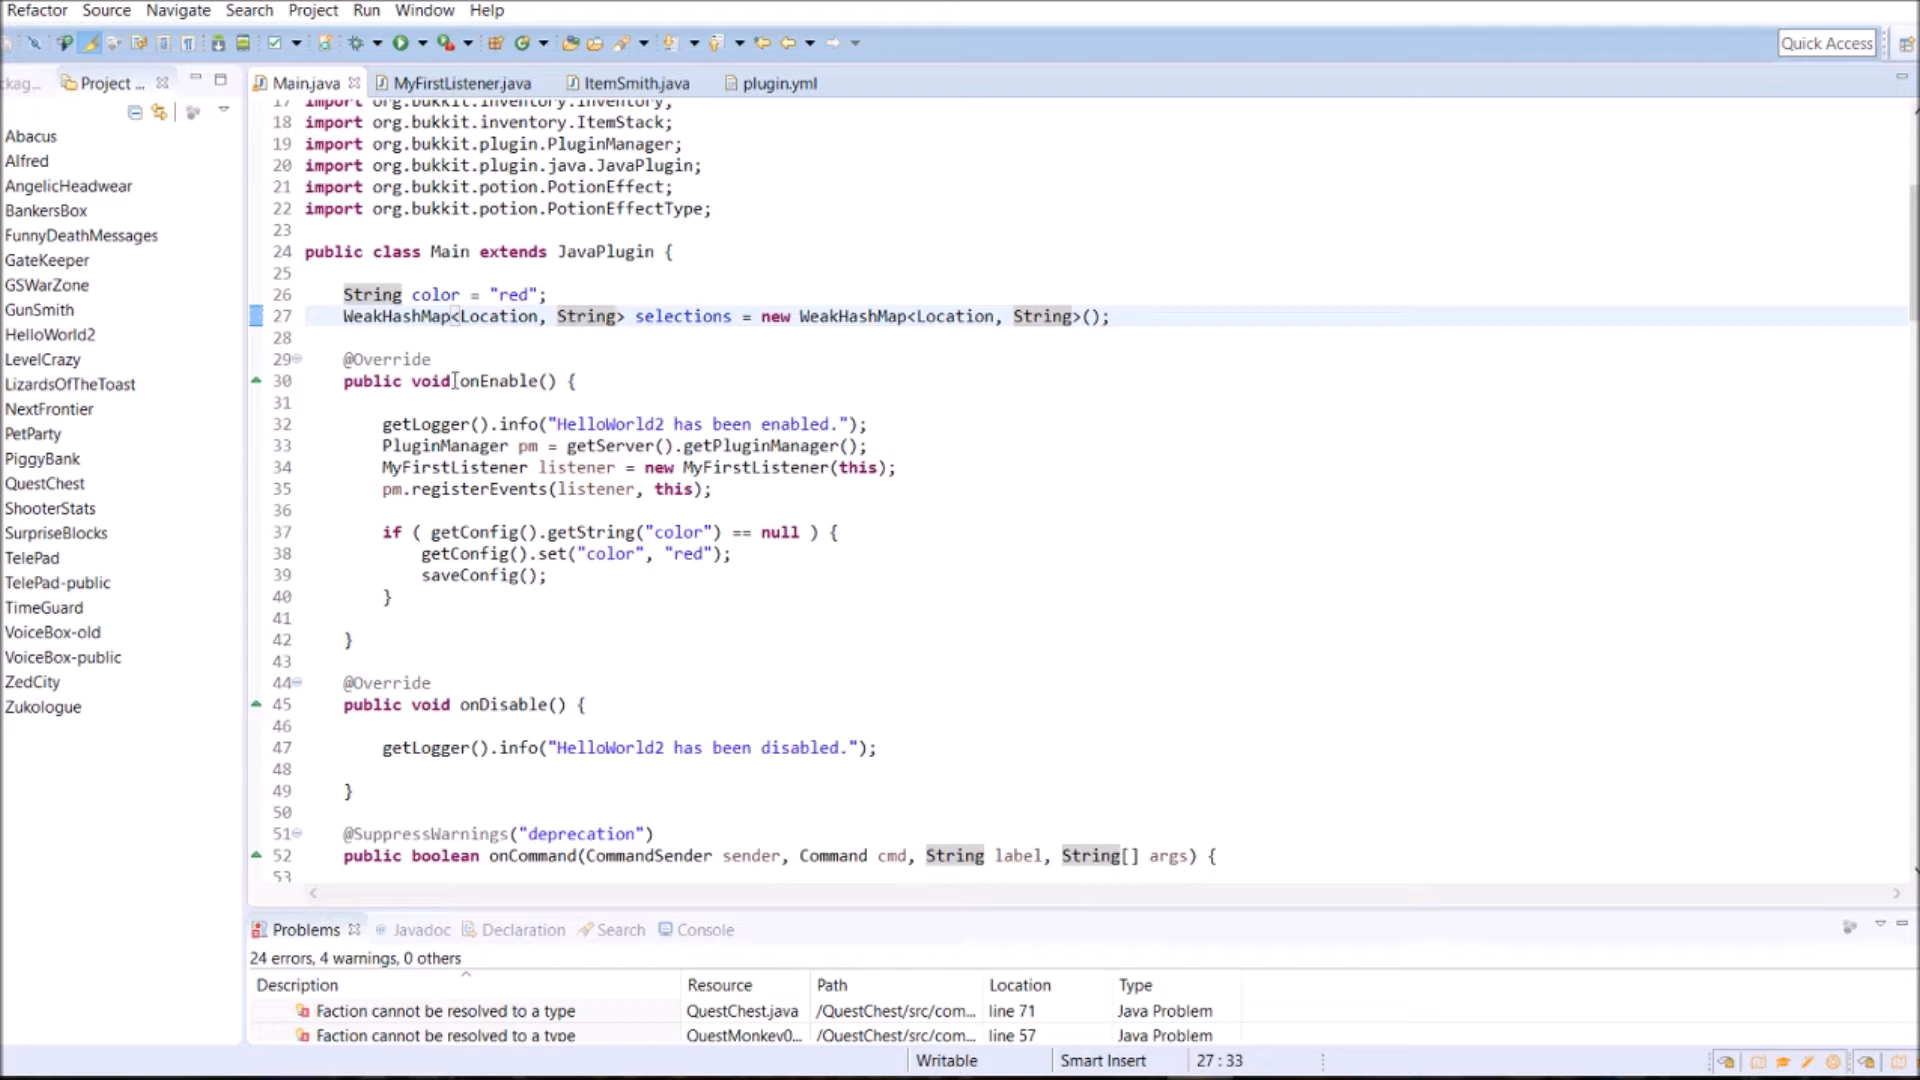 Refactor Source Navigate Search Project Run Window Help
Quick Access
Project ...
Main.java MyFirstListener.java ItemSmith.java plugin.yml
Abacus
Alfred
AngelicHeadwear
BankersBox
FunnyDeathMessages
GateKeeper
GSWarZone
GunSmith
HelloWorld2
LevelCrazy
LizardsOfTheToast
NextFrontier
PetParty
PiggyBank
QuestChest
ShooterStats
SurpriseBlocks
TelePad
TelePad-public
TimeGuard
VoiceBox-old
VoiceBox-public
ZedCity
Zukologue
17 import org.bukkit.inventory.Inventory;
18 import org.bukkit.inventory.ItemStack;
19 import org.bukkit.plugin.PluginManager;
20 import org.bukkit.plugin.java.JavaPlugin;
21 import org.bukkit.potion.PotionEffect;
22 import org.bukkit.potion.PotionEffectType;
23
24 public class Main extends JavaPlugin {
25
26 String color = "red";
27 WeakHashMap<Location, String> selections = new WeakHashMap<Location, String>();
28
29 @Override
30 public void onEnable() {
31
32 getLogger().info("HelloWorld2 has been enabled.");
33 PluginManager pm = getServer().getPluginManager();
34 MyFirstListener listener = new MyFirstListener(this);
35 pm.registerEvents(listener, this);
36
37 if ( getConfig().getString("color") == null ) {
38 getConfig().set("color", "red");
39 saveConfig();
40 }
41
42 }
43
44 @Override
45 public void onDisable() {
46
47 getLogger().info("HelloWorld2 has been disabled.");
48
49 }
50
51 @SuppressWarnings("deprecation")
52 public boolean onCommand(CommandSender sender, Command cmd, String label, String[] args) {
53
Problems Javadoc Declaration Search Console
24 errors, 4 warnings, 0 others
Description Resource Path Location Type
Faction cannot be resolved to a type QuestChest.java /QuestChest/src/com... line 71 Java Problem
Faction cannot be resolved to a type QuestMonkey0... /QuestChest/src/com... line 57 Java Problem
Writable Smart Insert 27 : 33